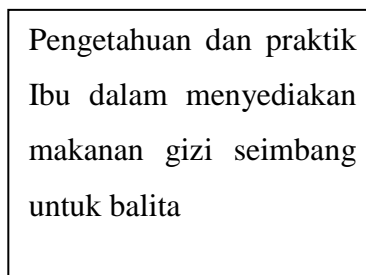 Pengetahuan dan praktik
Ibu dalam menyediakan
makanan gizi seimbang
untuk balita